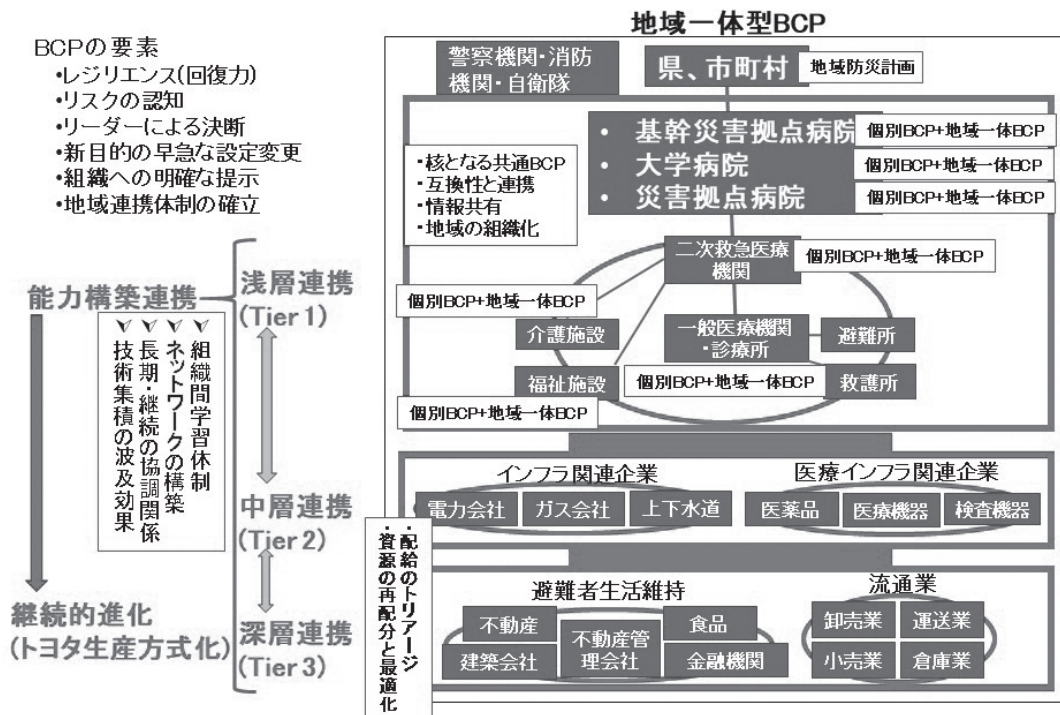 地域一体型BCP
BCPの要素
•レジリエンス(回復力)
•リスクの認知
•リーダーによる決断
•新目的の早急な設定変更
•組織への明確な提示
•地域連携体制の確立
警察機関・消防
機関・自衛隊
県、市町村
地域防災計画
• 基幹災害拠点病院
個別BCP+地域一体BCP
• 大学病院
個別BCP+地域一体BCP
• 災害拠点病院
個別BCP+地域一体BCP
•核となる共通BCP
•互換性と連携
•情報共有
•地域の組織化
二次救急医療
機関
個別BCP+地域一体BCP
個別BCP+地域一体BCP
介護施設
一般医療機関
・診療所
避難所
福祉施設
個別BCP+地域一体BCP
救護所
個別BCP+地域一体BCP
能力構築連携
浅層連携
(Tier 1)
組織間学習体制
ネットワークの構築
長期・継続の協調関係
技術集積の波及効果
中層連携
(Tier 2)
インフラ関連企業
電力会社
ガス会社
上下水道
医療インフラ関連企業
医薬品
医療機器
検査機器
継続的進化
(トヨタ生産方式化)
深層連携
(Tier 3)
・配給のトリアージ
・資源の再配分と最適化
避難者生活維持
不動産
食品
不動産管
理会社
建築会社
金融機関
流通業
卸売業
運送業
小売業
倉庫業